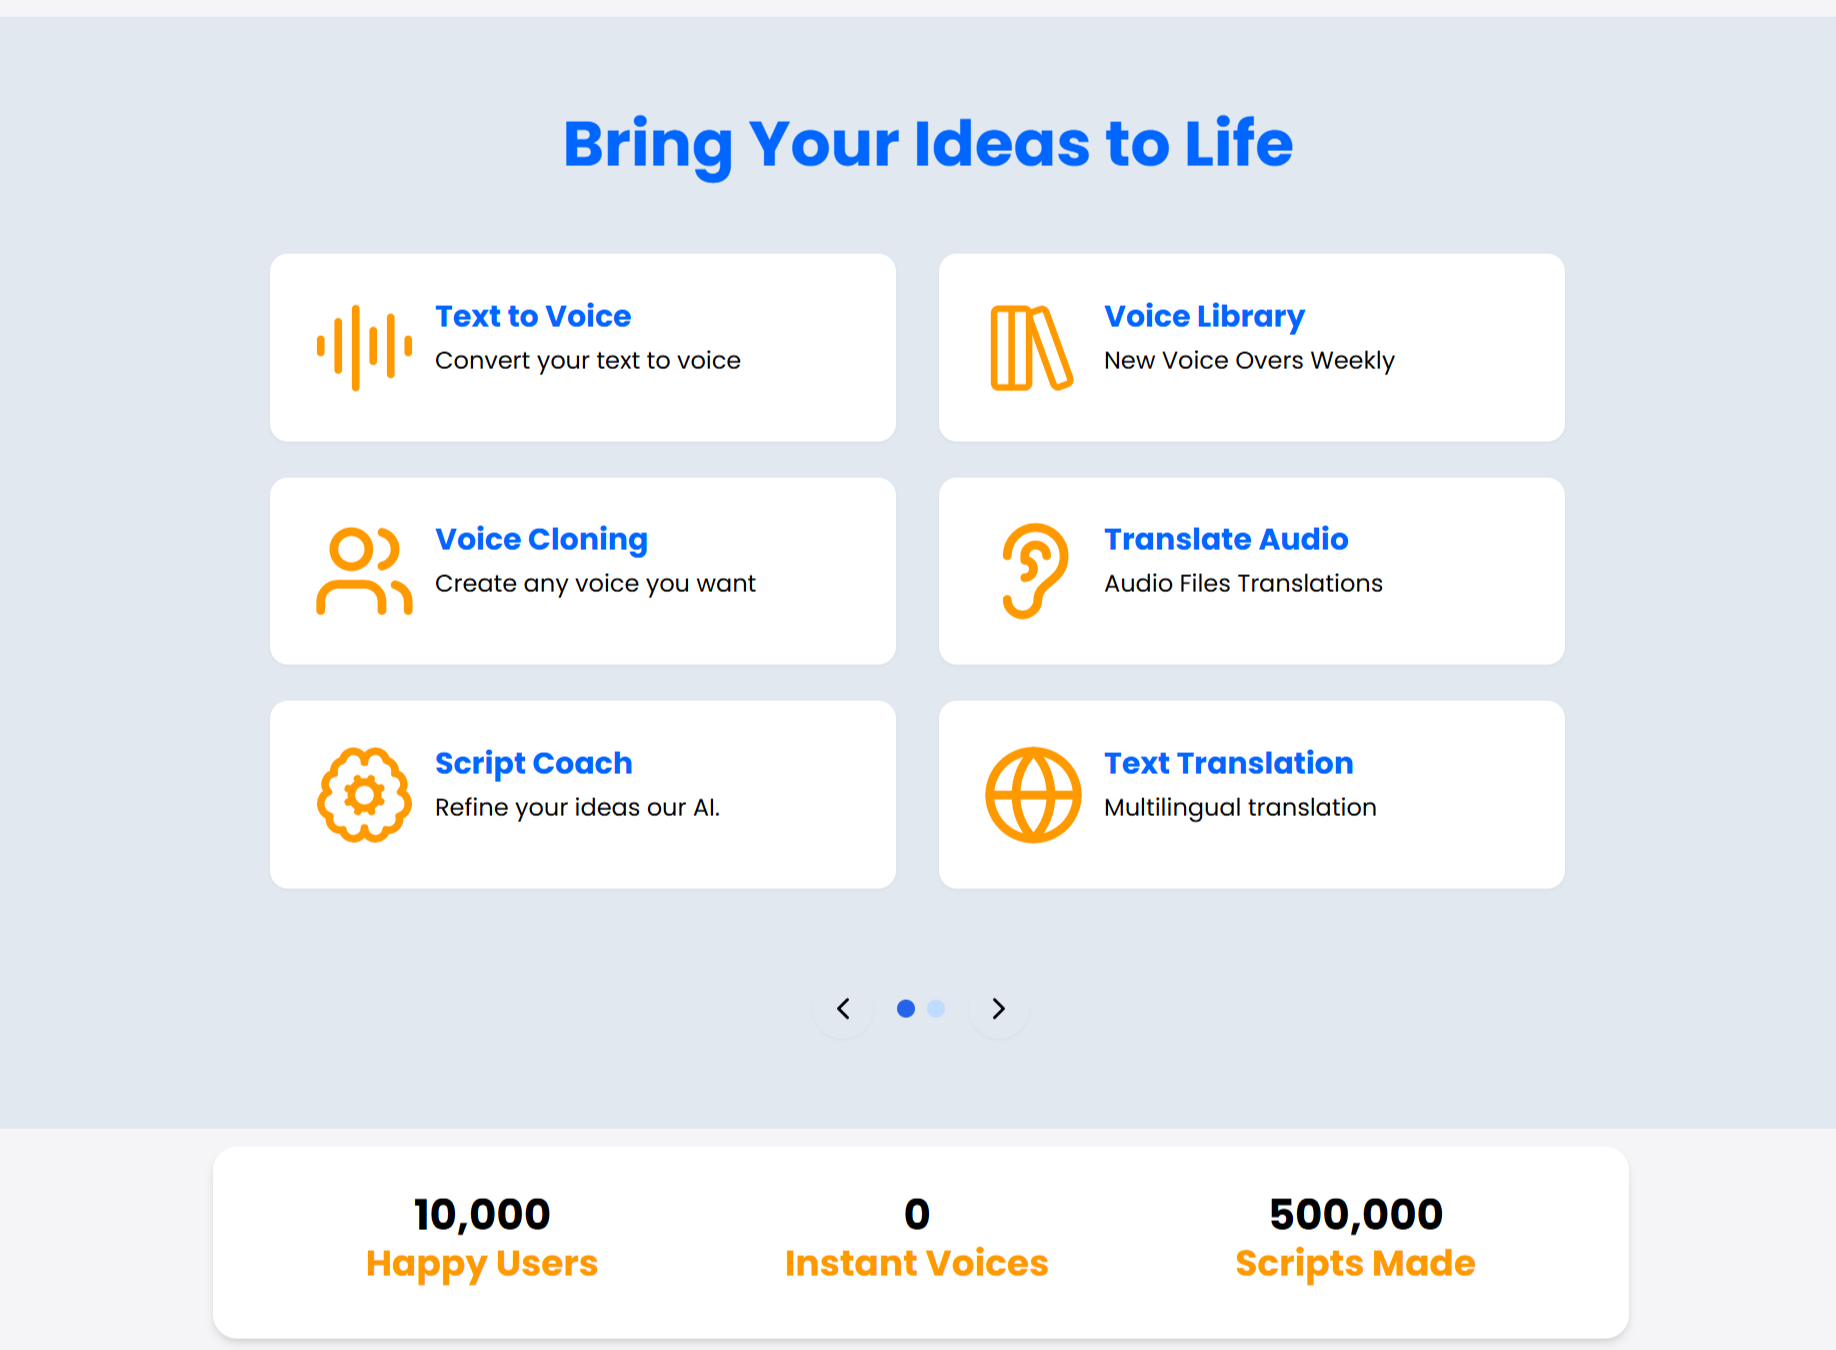 Bring Your Ideas to Life
Text to Voice
Convert your text to voice
Voice Library
New Voice Overs Weekly
Voice Cloning
Create any voice you want
Translate Audio
Audio Files Translations
Script Coach
Refine your ideas our AI.
Text Translation
Multilingual translation
10,000
Happy Users
0
Instant Voices
500,000
Scripts Made